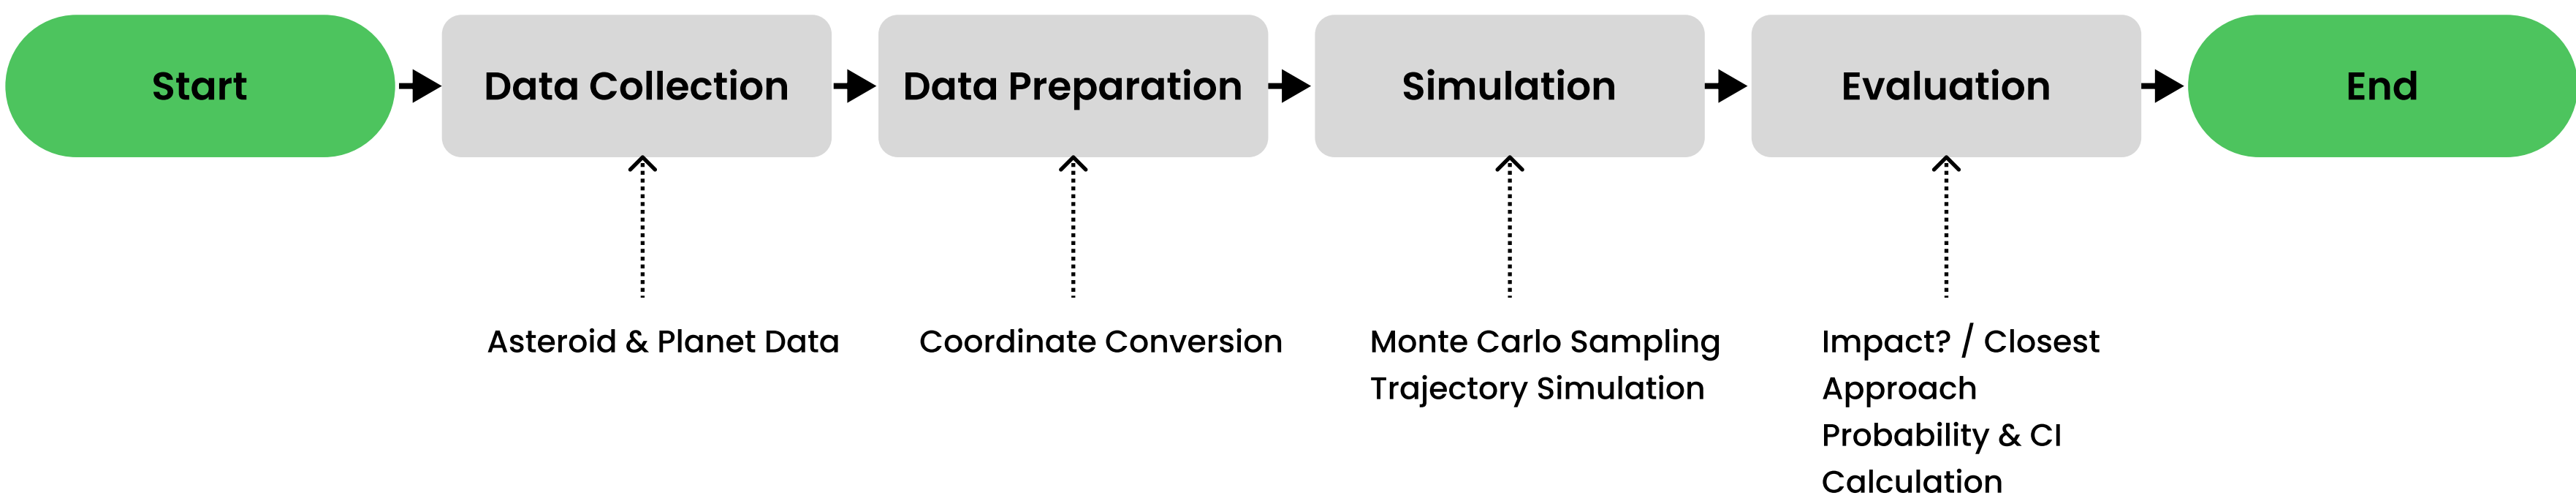 Start
Data Collection
Data Preparation
Simulation
Evaluation
End
Asteroid & Planet Data
Coordinate Conversion
Monte Carlo Sampling
Trajectory Simulation
Impact? / Closest
Approach
Probability & CI
Calculation